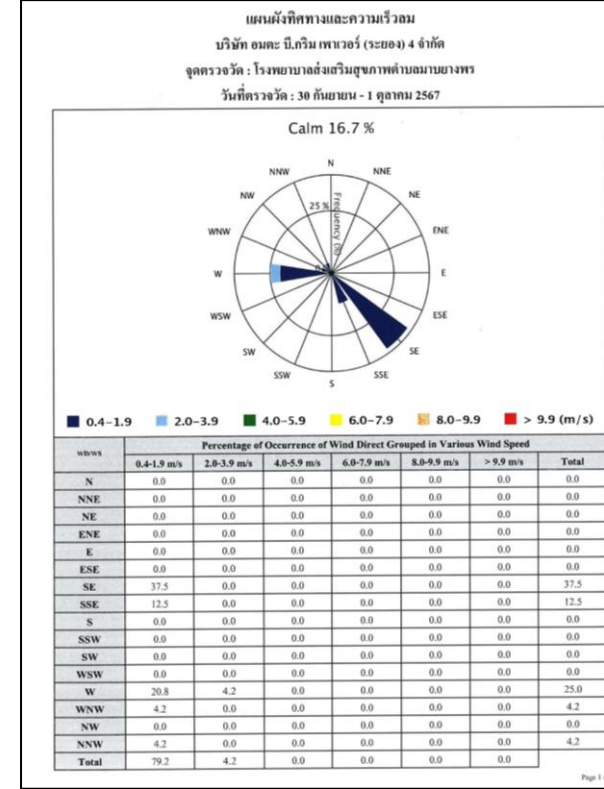 แผนผังทิศทางและความเร็วลม
บริษัท อมตะ บี.กริม เพาเวอร์ (ระยอง) 4 จำกัด
จุดตรวจวัด : โรงพยาบาลส่งเสริมสุขภาพตำบลมาบยางพร
วันที่ตรวจวัด : 30 กันยายน - 1 ตุลาคม 2567
Calm 16.7 %
N
NNW NNE
NW NE
25 %
Frequency (%)
WNW ENE
W E
WSW ESE
SW SE
SSW SSE
S
0.4-1.9 2.0-3.9 4.0-5.9 6.0-7.9 8.0-9.9 > 9.9 (m/s)
Percentage of Occurrence of Wind Direct Grouped in Various Wind Speed
0.4-1.9 m/s 2.0-3.9 m/s 4.0-5.9 m/s 6.0-7.9 m/s 8.0-9.9 m/s > 9.9 m/s Total
N 0.0 0.0 0.0 0.0 0.0 0.0 0.0
NNE 0.0 0.0 0.0 0.0 0.0 0.0 0.0
NE 0.0 0.0 0.0 0.0 0.0 0.0 0.0
ENE 0.0 0.0 0.0 0.0 0.0 0.0 0.0
E 0.0 0.0 0.0 0.0 0.0 0.0 0.0
ESE 0.0 0.0 0.0 0.0 0.0 0.0 0.0
SE 37.5 0.0 0.0 0.0 0.0 0.0 37.5
SSE 12.5 0.0 0.0 0.0 0.0 0.0 12.5
S 0.0 0.0 0.0 0.0 0.0 0.0 0.0
SSW 0.0 0.0 0.0 0.0 0.0 0.0 0.0
SW 0.0 0.0 0.0 0.0 0.0 0.0 0.0
WSW 0.0 0.0 0.0 0.0 0.0 0.0 0.0
W 20.8 4.2 0.0 0.0 0.0 0.0 25.0
WNW 4.2 0.0 0.0 0.0 0.0 0.0 4.2
NW 0.0 0.0 0.0 0.0 0.0 0.0 0.0
NNW 4.2 0.0 0.0 0.0 0.0 0.0 4.2
Total 79.2 4.2 0.0 0.0 0.0 0.0
Page 1